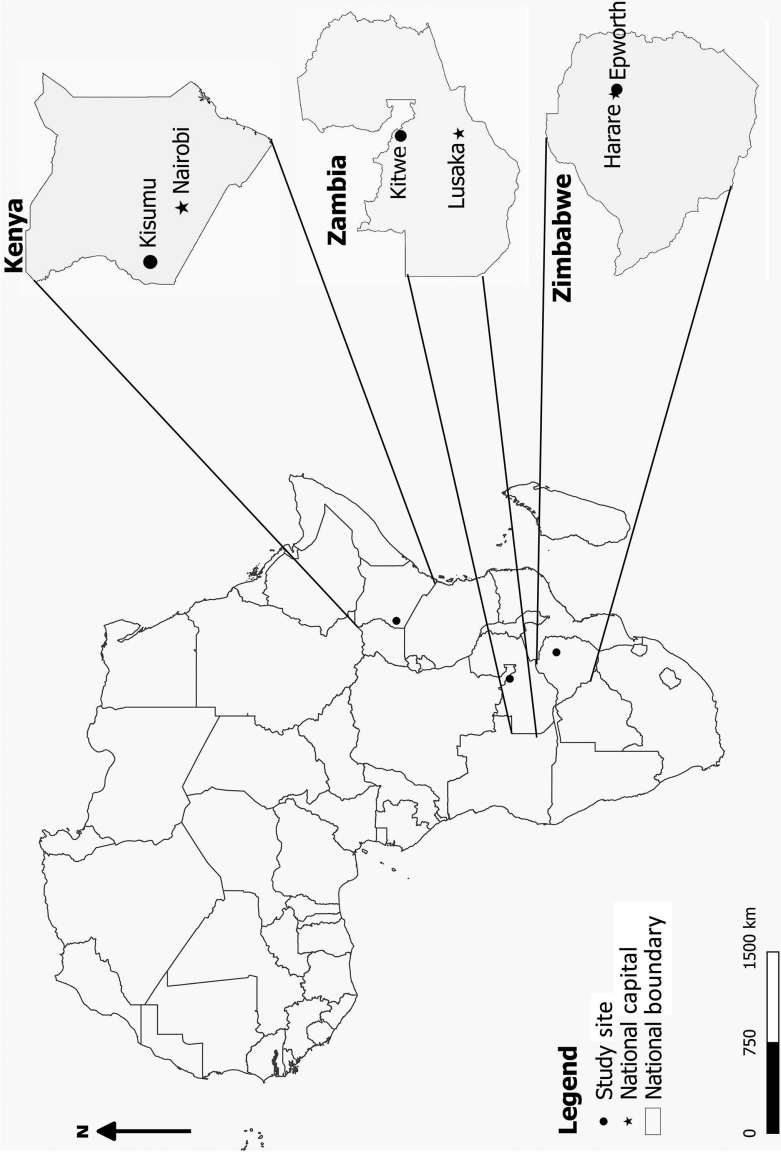 Kenya
Kisumu
Nairobi
Zambia
Kitwe
Lusaka
Zimbabwe
Harare
Epworth
N
Legend
Study site
National capital
National boundary
0
750
1500 km